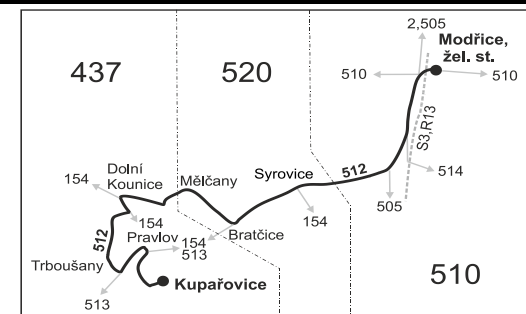 2,505
Modřice,
žel. st.
437
520
510
510
S3,R13
Dolní
Kounice
Mělčany
Syrovice
512
514
154
154
505
154
512
Pravlov
154
513
Bratčice
510
Trboušany
Kupařovice
513